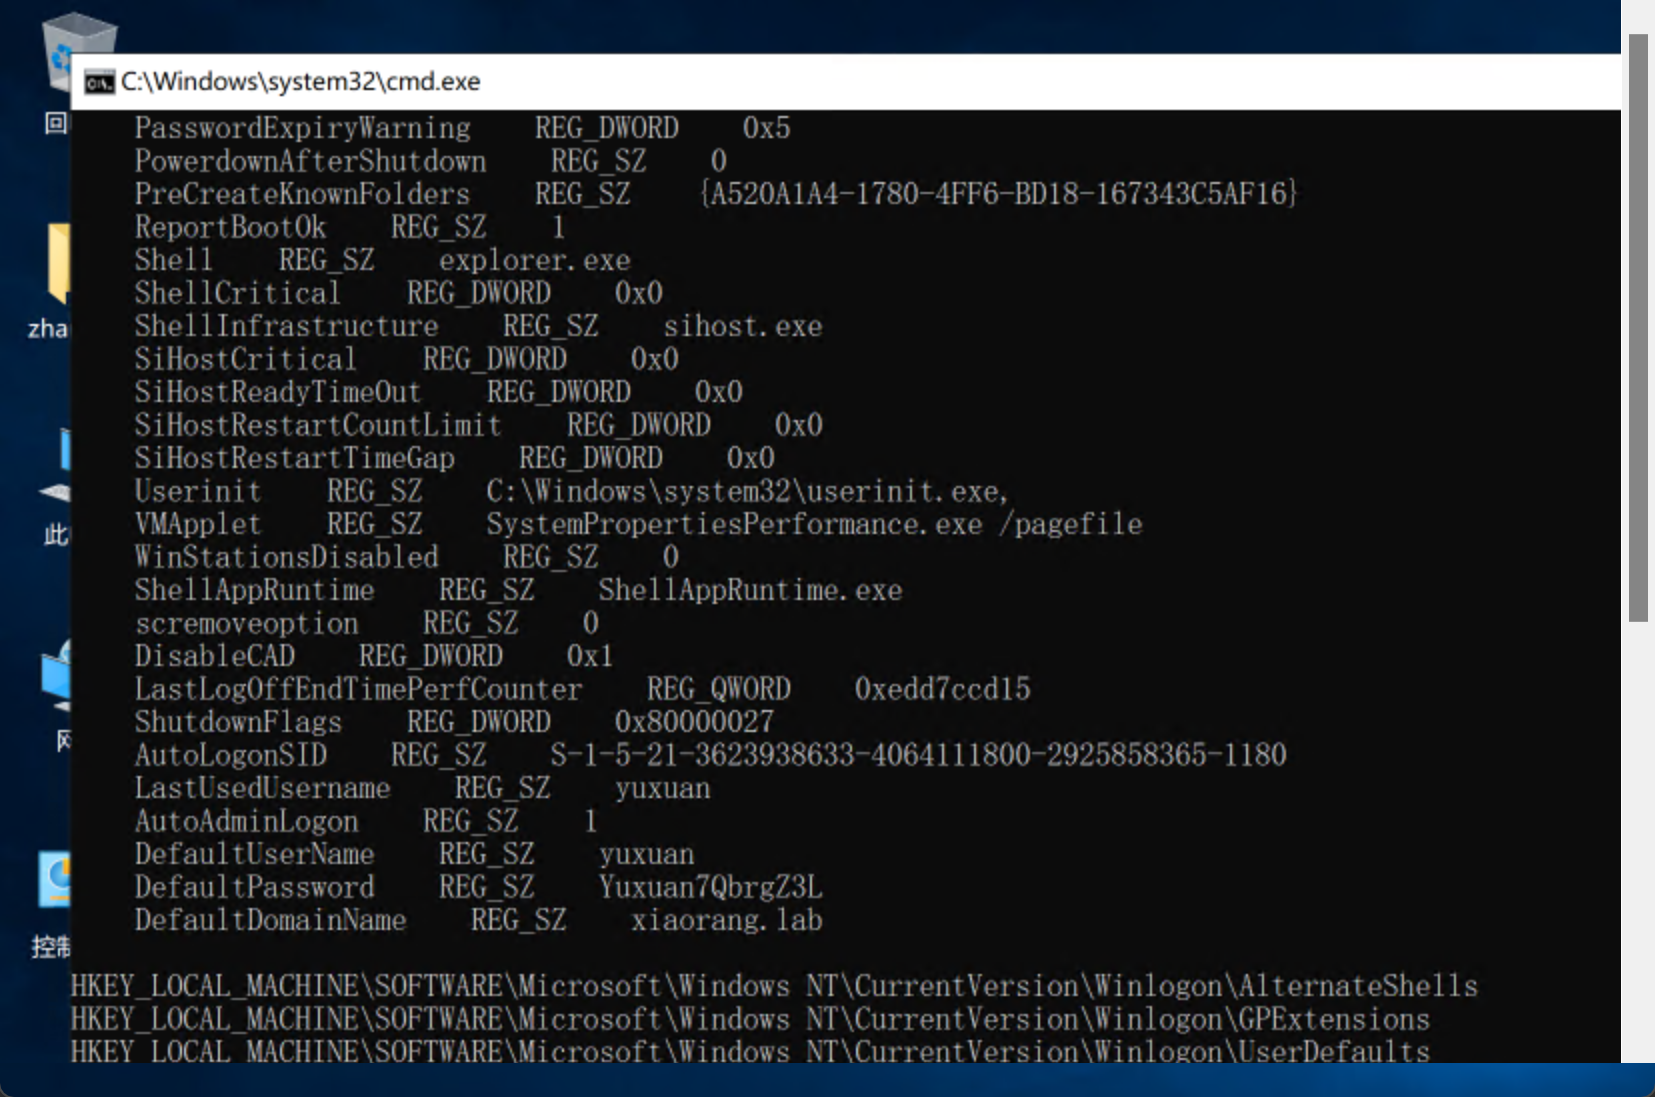 C:\Windows\system32\cmd.exe
PasswordExpiryWarning    REG_DWORD    0x5
PowerdownAfterShutdown    REG_SZ    0
PreCreateKnownFolders    REG_SZ    {A520A1A4-1780-4FF6-BD18-167343C5AF16}
ReportBootOk    REG_SZ    1
Shell    REG_SZ    explorer.exe
ShellCritical    REG_DWORD    0x0
ShellInfrastructure    REG_SZ    sihost.exe
SiHostCritical    REG_DWORD    0x0
SiHostReadyTimeOut    REG_DWORD    0x0
SiHostRestartCountLimit    REG_DWORD    0x0
SiHostRestartTimeGap    REG_DWORD    0x0
Userinit    REG_SZ    C:\Windows\system32\userinit.exe,
VMApplet    REG_SZ    SystemPropertiesPerformance.exe /pagefile
WinStationsDisabled    REG_SZ    0
ShellAppRuntime    REG_SZ    ShellAppRuntime.exe
scremoveoption    REG_SZ    0
DisableCAD    REG_DWORD    0x1
LastLogOffEndTimePerfCounter    REG_QWORD    0xedd7ccd15
ShutdownFlags    REG_DWORD    0x80000027
AutoLogonSID    REG_SZ    S-1-5-21-3623938633-4064111800-2925858365-1180
LastUsedUsername    REG_SZ    yuxuan
AutoAdminLogon    REG_SZ    1
DefaultUserName    REG_SZ    yuxuan
DefaultPassword    REG_SZ    Yuxuan7QbrgZ3L
DefaultDomainName    REG_SZ    xiaorang.lab
HKEY_LOCAL_MACHINE\SOFTWARE\Microsoft\Windows NT\CurrentVersion\Winlogon\AlternateShells
HKEY_LOCAL_MACHINE\SOFTWARE\Microsoft\Windows NT\CurrentVersion\Winlogon\GPExtensions
HKEY_LOCAL_MACHINE\SOFTWARE\Microsoft\Windows NT\CurrentVersion\Winlogon\UserDefaults
回
zha
此
控制